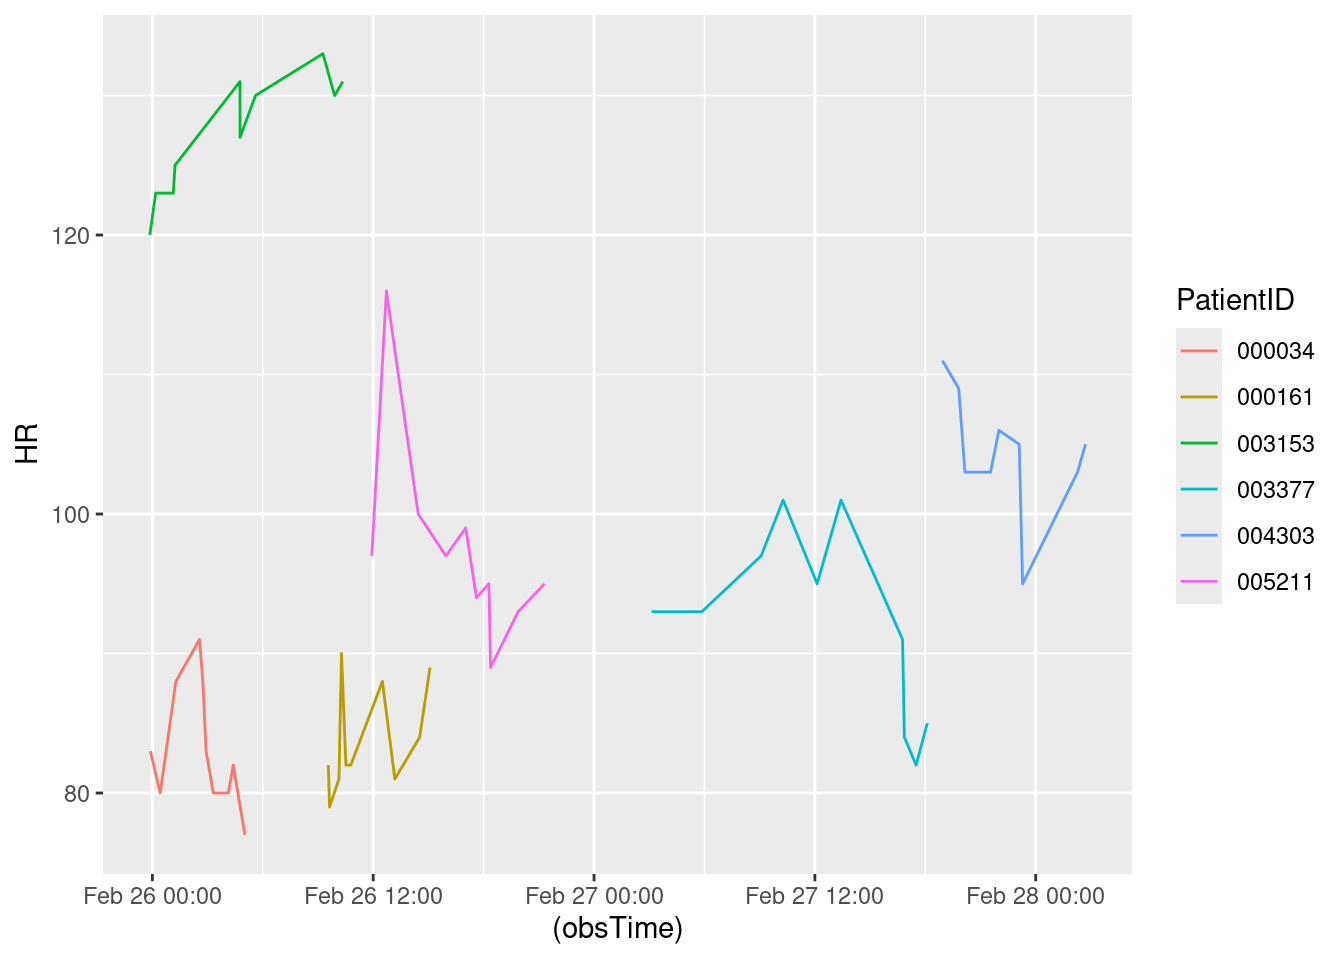 120
100
80
HR
Feb 26 00:00
Feb 26 12:00
Feb 27 00:00
Feb 27 12:00
Feb 28 00:00
(obsTime)
PatientID
000034
000161
003153
003377
004303
005211